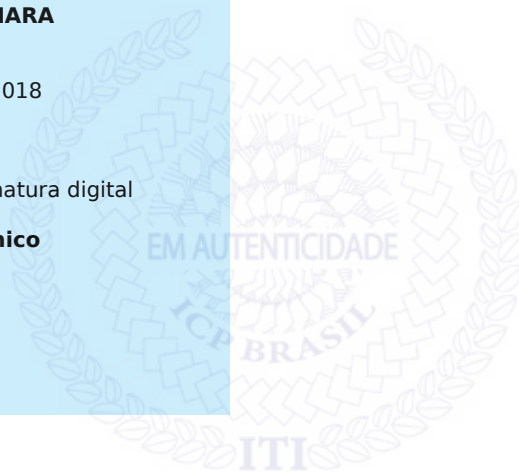 IARA
018
natura digital
nico
EM AUTENTICIDADE
ICP BRASIL
ITI